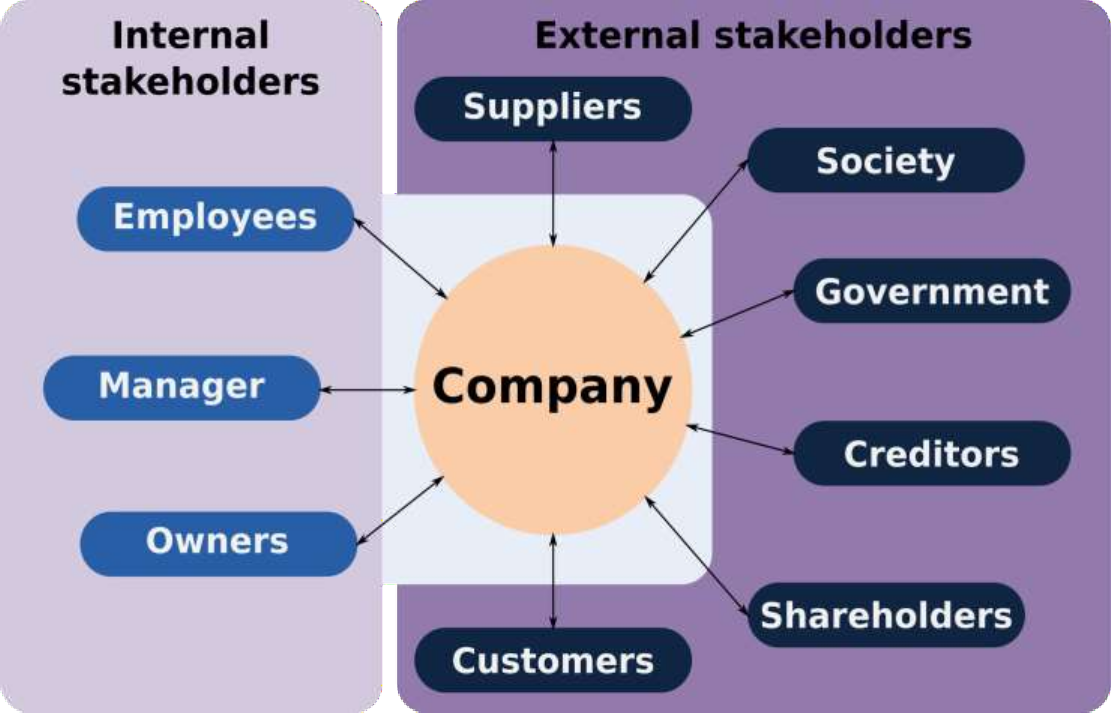 Internal
stakeholders
Employees
Manager
Owners
Company
External stakeholders
Suppliers
Society
Government
Creditors
Shareholders
Customers